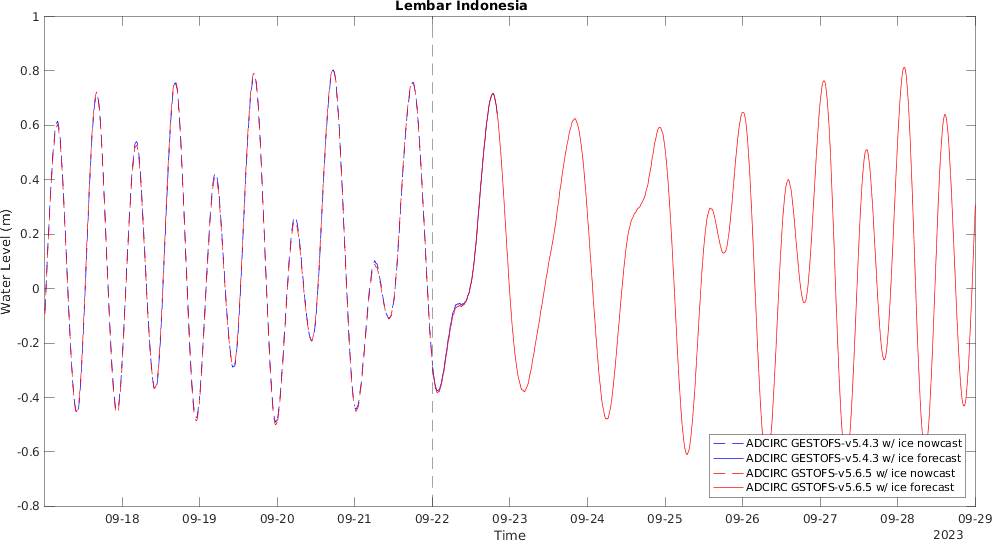 Lembar Indonesia
1
0.8
0.6
0.4
0.2
0
-0.2
-0.4
-0.6
-0.8
Water Level (m)
09-18 09-19 09-20 09-21 09-22 09-23 09-24 09-25 09-26 09-27 09-28 09-29
Time
2023
ADCIRC GESTOFS-v5.4.3 w/ ice nowcast
ADCIRC GESTOFS-v5.4.3 w/ ice forecast
ADCIRC GSTOFS-v5.6.5 w/ ice nowcast
ADCIRC GSTOFS-v5.6.5 w/ ice forecast